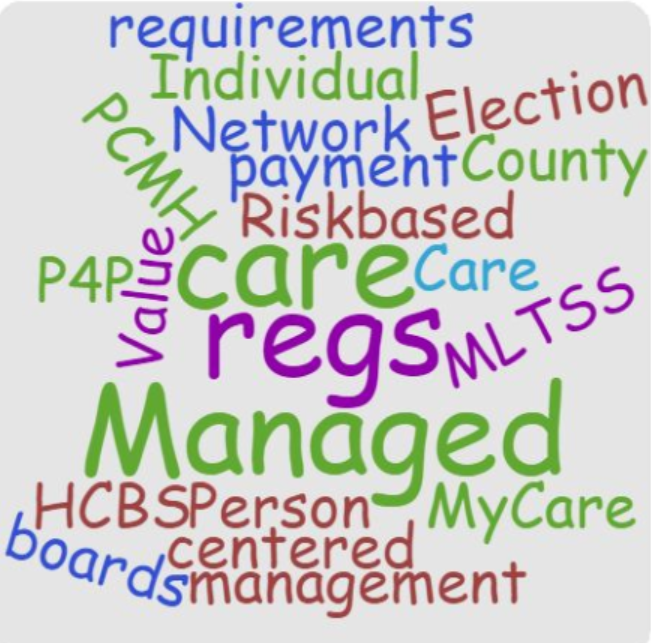 requirements
Individual
Election
PCMH
Network
payment
County
Riskbased
P4P
Value
care
Care
regs
MLTSS
Managed
HCBS
Person
MyCare
boards
centered
management